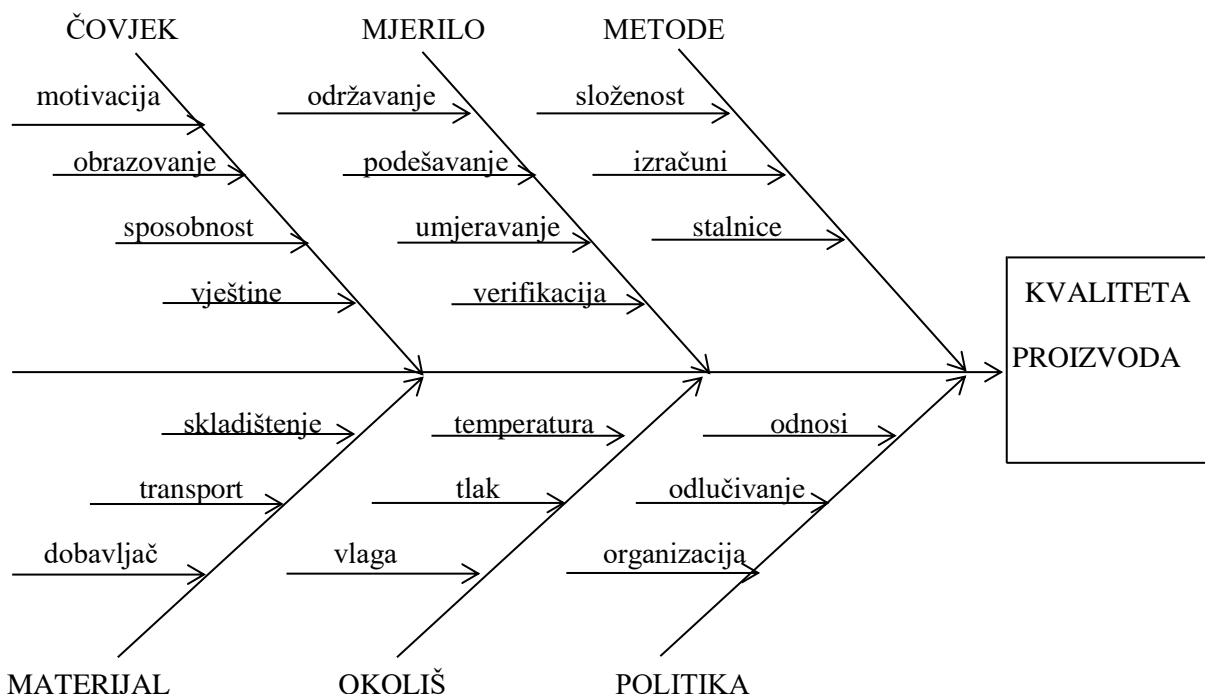 ČOVJEK MJERILO METODE
motivacija održavanje složenost
obrazovanje podešavanje izračuni
sposobnost umjeravanje stalnice
vještine verifikacija
KVALITETA
PROIZVODA
skladištenje temperatura odnosi
transport tlak odlučivanje
dobavljač vlaga organizacija
MATERIJAL OKOLIŠ POLITIKA